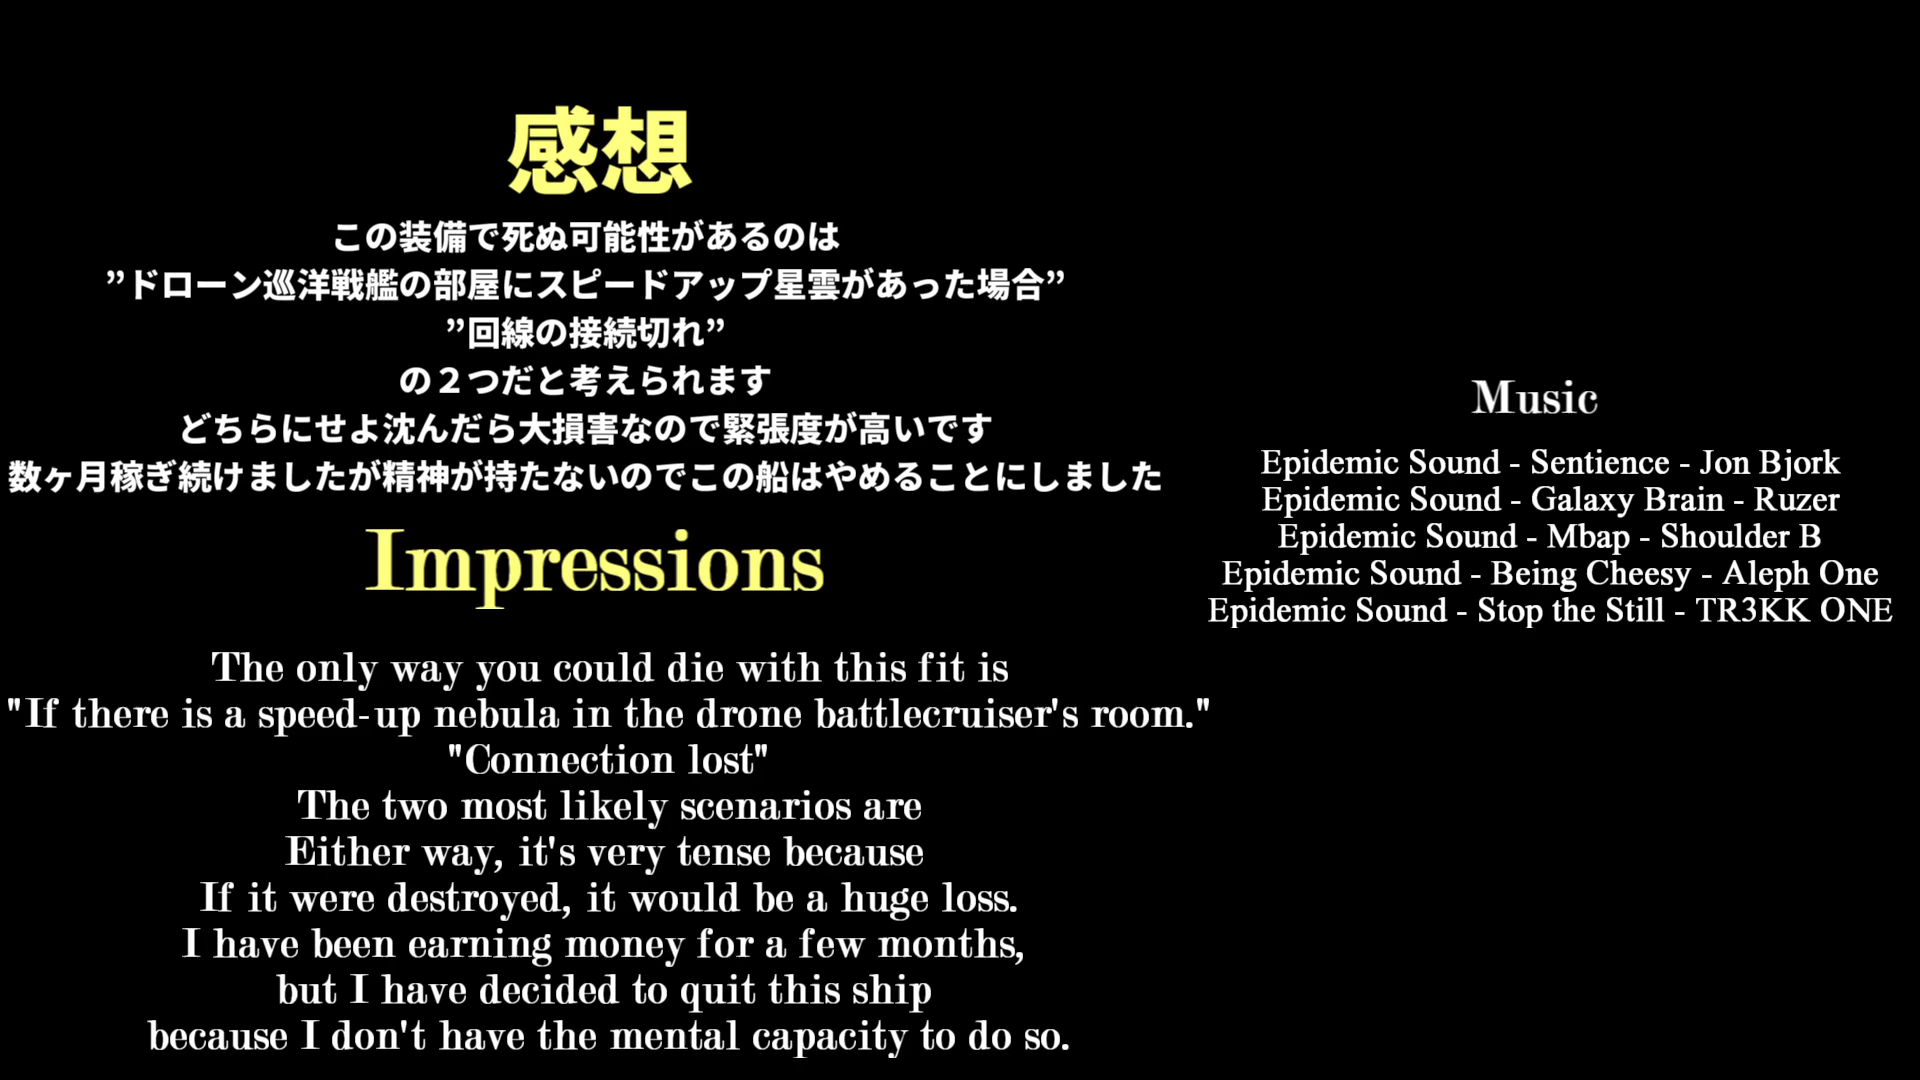 感想
この装備で死ぬ可能性があるのは
”ドローン巡洋戦艦の部屋にスピードアップ星雲があった場合”
”回線の接続切れ”
の２つだと考えられます
どちらにせよ沈んだら大損害なので緊張度が高いです
数ヶ月稼ぎ続けましたが精神が持たないのでこの船はやめることにしました
Impressions
The only way you could die with this fit is
"If there is a speed-up nebula in the drone battlecruiser's room."
"Connection lost"
The two most likely scenarios are
Either way, it's very tense because
If it were destroyed, it would be a huge loss.
I have been earning money for a few months,
but I have decided to quit this ship
because I don't have the mental capacity to do so.
Music
Epidemic Sound - Sentience - Jon Bjork
Epidemic Sound - Galaxy Brain - Ruzer
Epidemic Sound - Mbap - Shoulder B
Epidemic Sound - Being Cheesy - Aleph One
Epidemic Sound - Stop the Still - TR3KK ONE